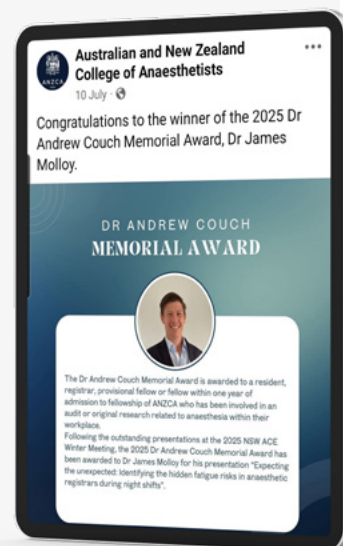 Australian and New Zealand
College of Anaesthetists
ANZCA
10 July ·
Congratulations to the winner of the 2025 Dr
Andrew Couch Memorial Award, Dr James
Molloy.
DR ANDREW COUCH
MEMORIAL AWARD
The Dr Andrew Couch Memorial Award is awarded to a resident,
registrar, provisional fellow or fellow within one year of
admission to fellowship of ANZCA who has been involved in an
audit or original research related to anaesthesia within their
workplace.
Following the outstanding presentations at the 2025 NSW ACE
Winter Meeting, the 2025 Dr Andrew Couch Memorial Award has
been awarded to Dr James Molloy for his presentation "Expecting
the unexpected: Identifying the hidden fatigue risks in anaesthetic
registrars during night shifts".